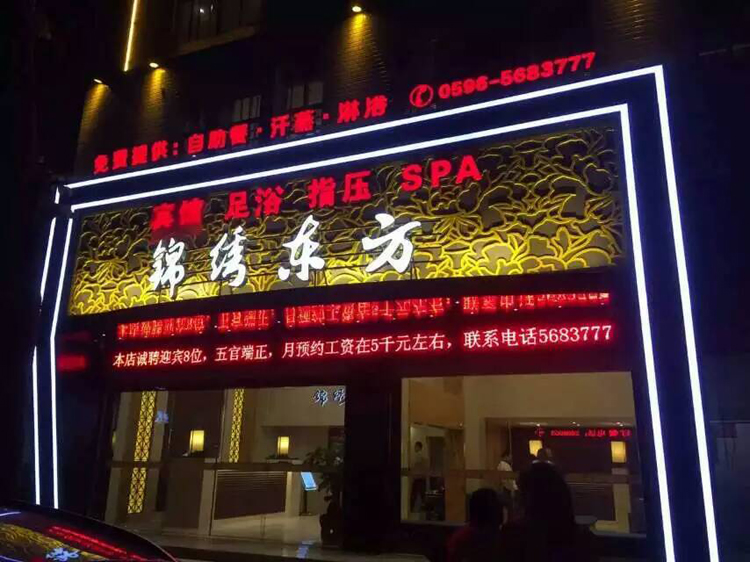 免费提供：自助餐·汗蒸·淋浴 0596-5683777
足浴 指压 SPA
锦绣东方
本店诚聘迎宾8位，五官端正，月预约工资在5千元左右，联系电话5683777
锦绣